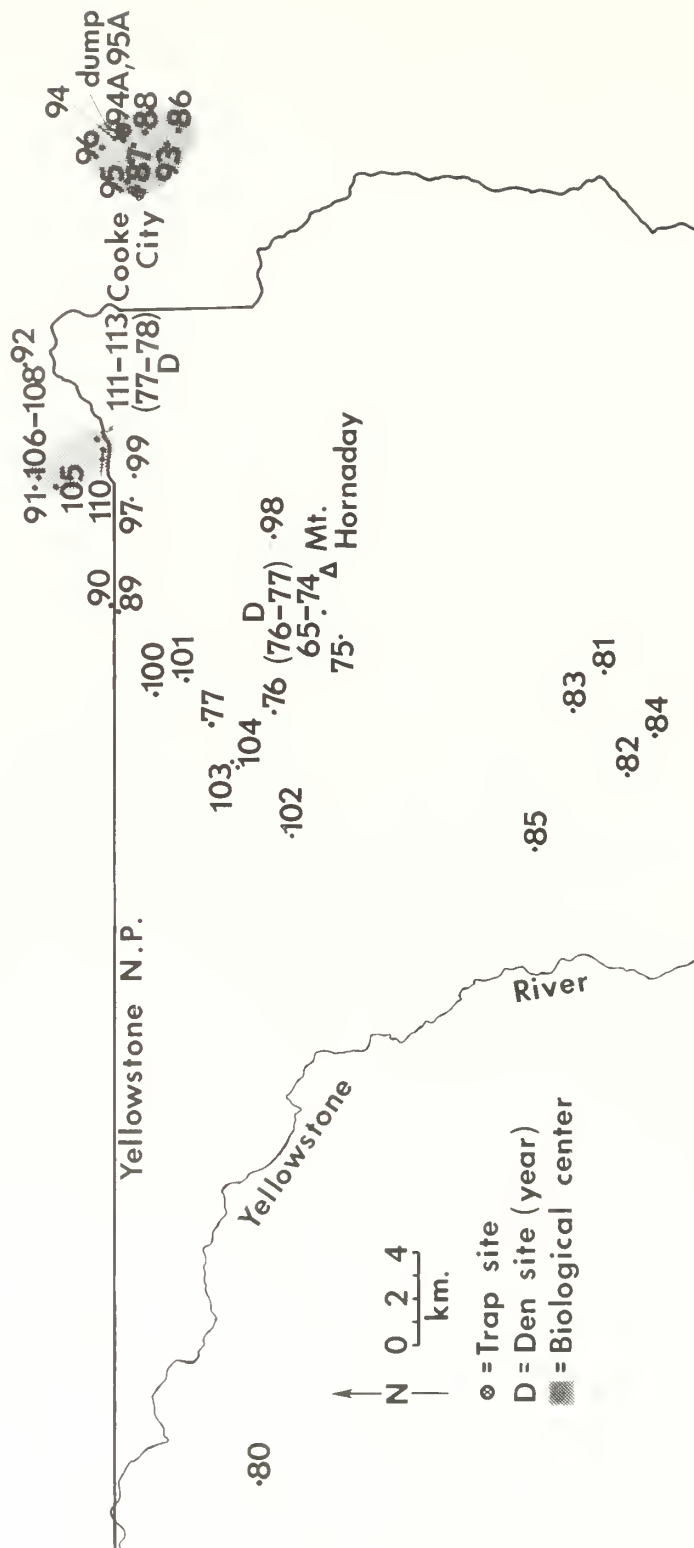 94
dump
96
94A,95A
95
87
88
93
86
Cooke
City
91
106-108
92
105
110
111-113
(77-78)
D
97
99
90
89
100
101
77
103
104
76
D
(76-77)
98
65-74
75
Mt.
Hornaday
102
83
81
82
84
85
80
Yellowstone N.P.
Yellowstone
River
N
0 2 4
km.
⊗ = Trap site
D = Den site (year)
▩ = Biological center